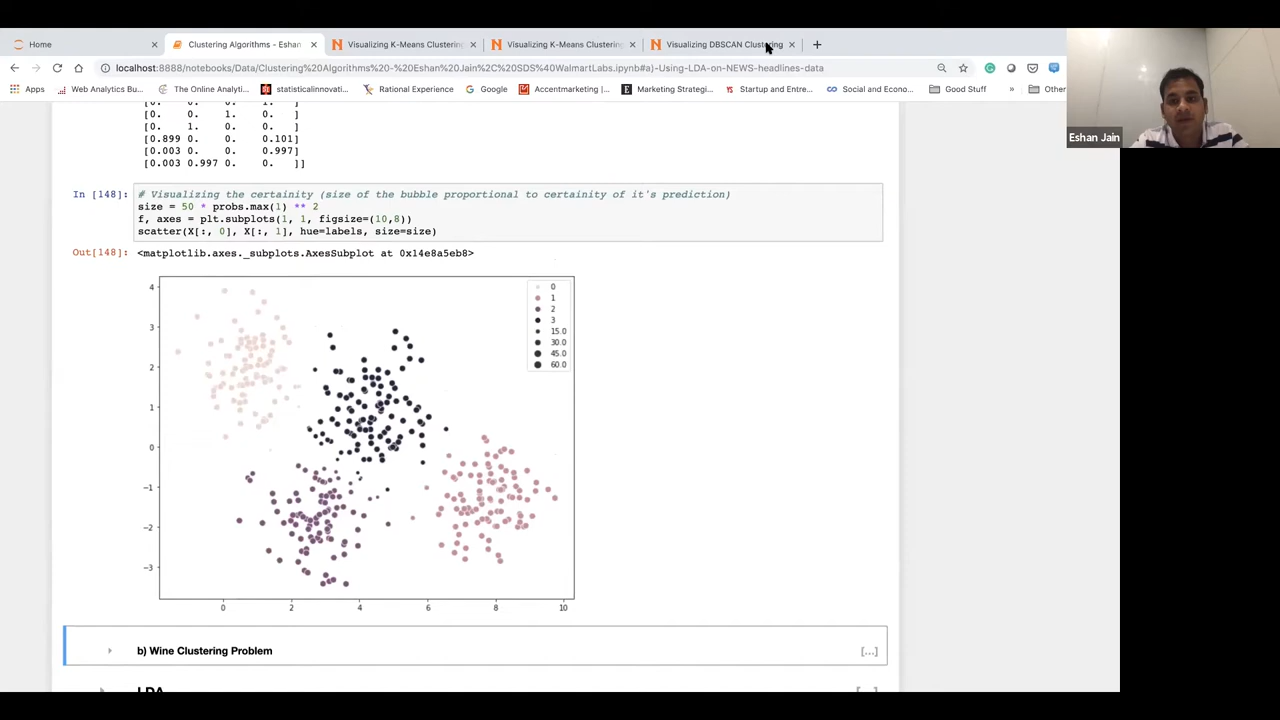 Home
Clustering Algorithms - Eshan
Visualizing K-Means Clustering
Visualizing K-Means Clustering
Visualizing DBSCAN Clustering
localhost:8888/notebooks/Data/Clustering%20Algorithms%20-%20Eshan%20Jain%2C%20SDS%40WalmartLabs.ipynb#a)-Using-LDA-on-NEWS-headlines-data
Apps
Web Analytics Bu...
The Online Analytic...
statisticalinnovati...
Rational Experience
Google
Accentmarketing |...
Marketing Strategi...
Startup and Entre...
Social and Econo...
»
Good Stuff
Other
Eshan Jain
[0. 0. 0. 1. ]
[0. 0. 1. 0. ]
[0. 1. 0. 0. ]
[0.899 0. 0. 0.101]
[0.003 0. 0. 0.997]
[0.003 0.997 0. 0. ]]
In [148]:
# Visualizing the certainity (size of the bubble proportional to certainity of it's prediction)
size = 50 * probs.max(1) ** 2
f, axes = plt.subplots(1, 1, figsize=(10,8))
scatter(X[:, 0], X[:, 1], hue=labels, size=size)
Out[148]:
<matplotlib.axes._subplots.AxesSubplot at 0x14e8a5eb8>
4
3
2
1
0
−1
−2
−3
0
2
4
6
8
10
0
1
2
3
15.0
30.0
45.0
60.0
b) Wine Clustering Problem
[...]
LDA